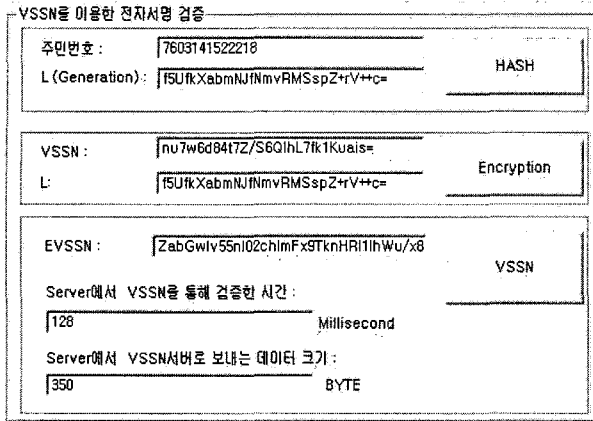 VSSN을 이용한 전자서명 검증
주민번호 : 7603141522218
L (Generation) : f5UfkXabmNJfNmvRMSspZ+rV++c=
HASH
VSSN : nu7w6d84t7Z/S6QIhL7fk1Kuais=
L: f5UfkXabmNJfNmvRMSspZ+rV++c=
Encryption
EVSSN : ZabGwIv55nI02chImFx9TknHRI1IhWu/x8
VSSN
Server에서 VSSN을 통해 검증한 시간 :
128 Millisecond
Server에서 VSSN서버로 보내는 데이터 크기 :
350 BYTE